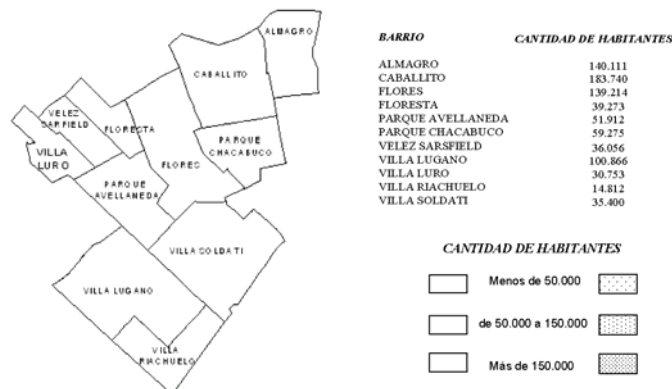 ALMAGRO
CABALLITO
VELEZ
SARFIELD
FLORESTA
VILLA
LURO
PARQUE
CHACABUCO
FLORES
PARQUE
AVELLANEDA
VILLA SOLDATI
VILLA LUGANO
VILLA
RIACHUELO
BARRIO CANTIDAD DE HABITANTES
ALMAGRO 140.111
CABALLITO 183.740
FLORES 139.214
FLORESTA 39.273
PARQUE AVELLANEDA 51.912
PARQUE CHACABUCO 59.275
VELEZ SARSFIELD 36.056
VILLA LUGANO 100.866
VILLA LURO 30.753
VILLA RIACHUELO 14.812
VILLA SOLDATI 35.400
CANTIDAD DE HABITANTES
Menos de 50.000
de 50.000 a 150.000
Más de 150.000